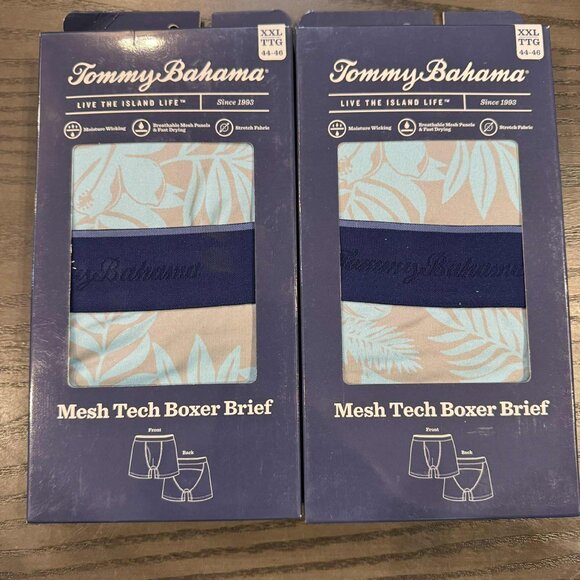 XXL
TTG
44-46
Tommy Bahama®
LIVE THE ISLAND LIFE™ Since 1993
Moisture Wicking Breathable Mesh Panels & Fast Drying Stretch Fabric
my Bahama
Mesh Tech Boxer Brief
Front
Back
XXL
TTG
44-46
Tommy Bahama®
LIVE THE ISLAND LIFE™ Since 1993
Moisture Wicking Breathable Mesh Panels & Fast Drying Stretch Fabric
Tommy Bahama
Mesh Tech Boxer Brief
Front
Back